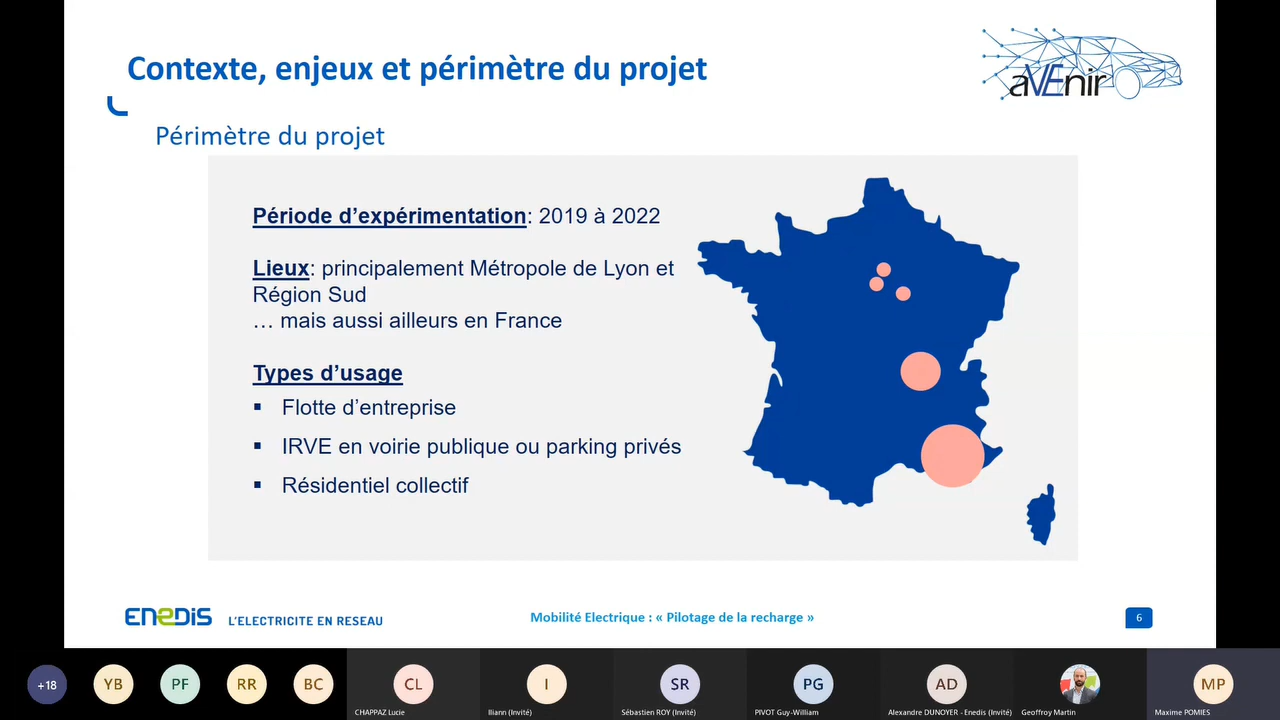 Contexte, enjeux et périmètre du projet
aVEnir
Périmètre du projet
Période d’expérimentation: 2019 à 2022
Lieux: principalement Métropole de Lyon et
Région Sud
… mais aussi ailleurs en France
Types d’usage
▪ Flotte d’entreprise
▪ IRVE en voirie publique ou parking privés
▪ Résidentiel collectif
ENEDIS
L’ELECTRICITE EN RESEAU
Mobilité Electrique : « Pilotage de la recharge »
6
+18
YB
PF
RR
BC
CL
I
SR
PG
AD
MP
CHAPPAZ Lucie
Iliann (Invité)
Sébastien ROY (Invité)
PIVOT Guy-William
Alexandre DUNOYER - Enedis (Invité)
Geoffroy Martin
Maxime POMIES